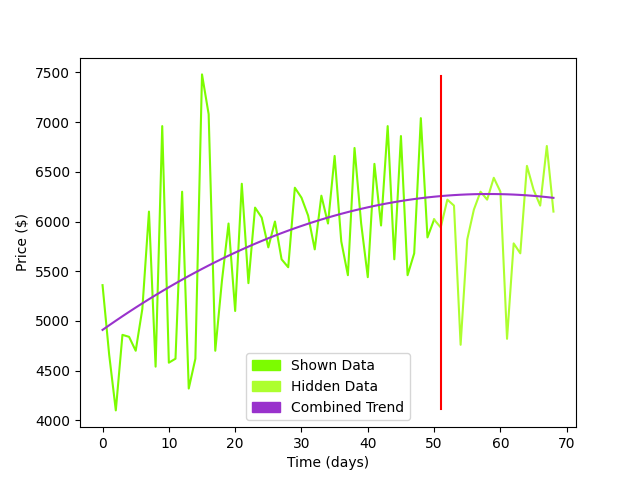 7500
7000
6500
6000
5500
5000
4500
4000
Price ($)
Shown Data
Hidden Data
Combined Trend
0 10 20 30 40 50 60 70
Time (days)